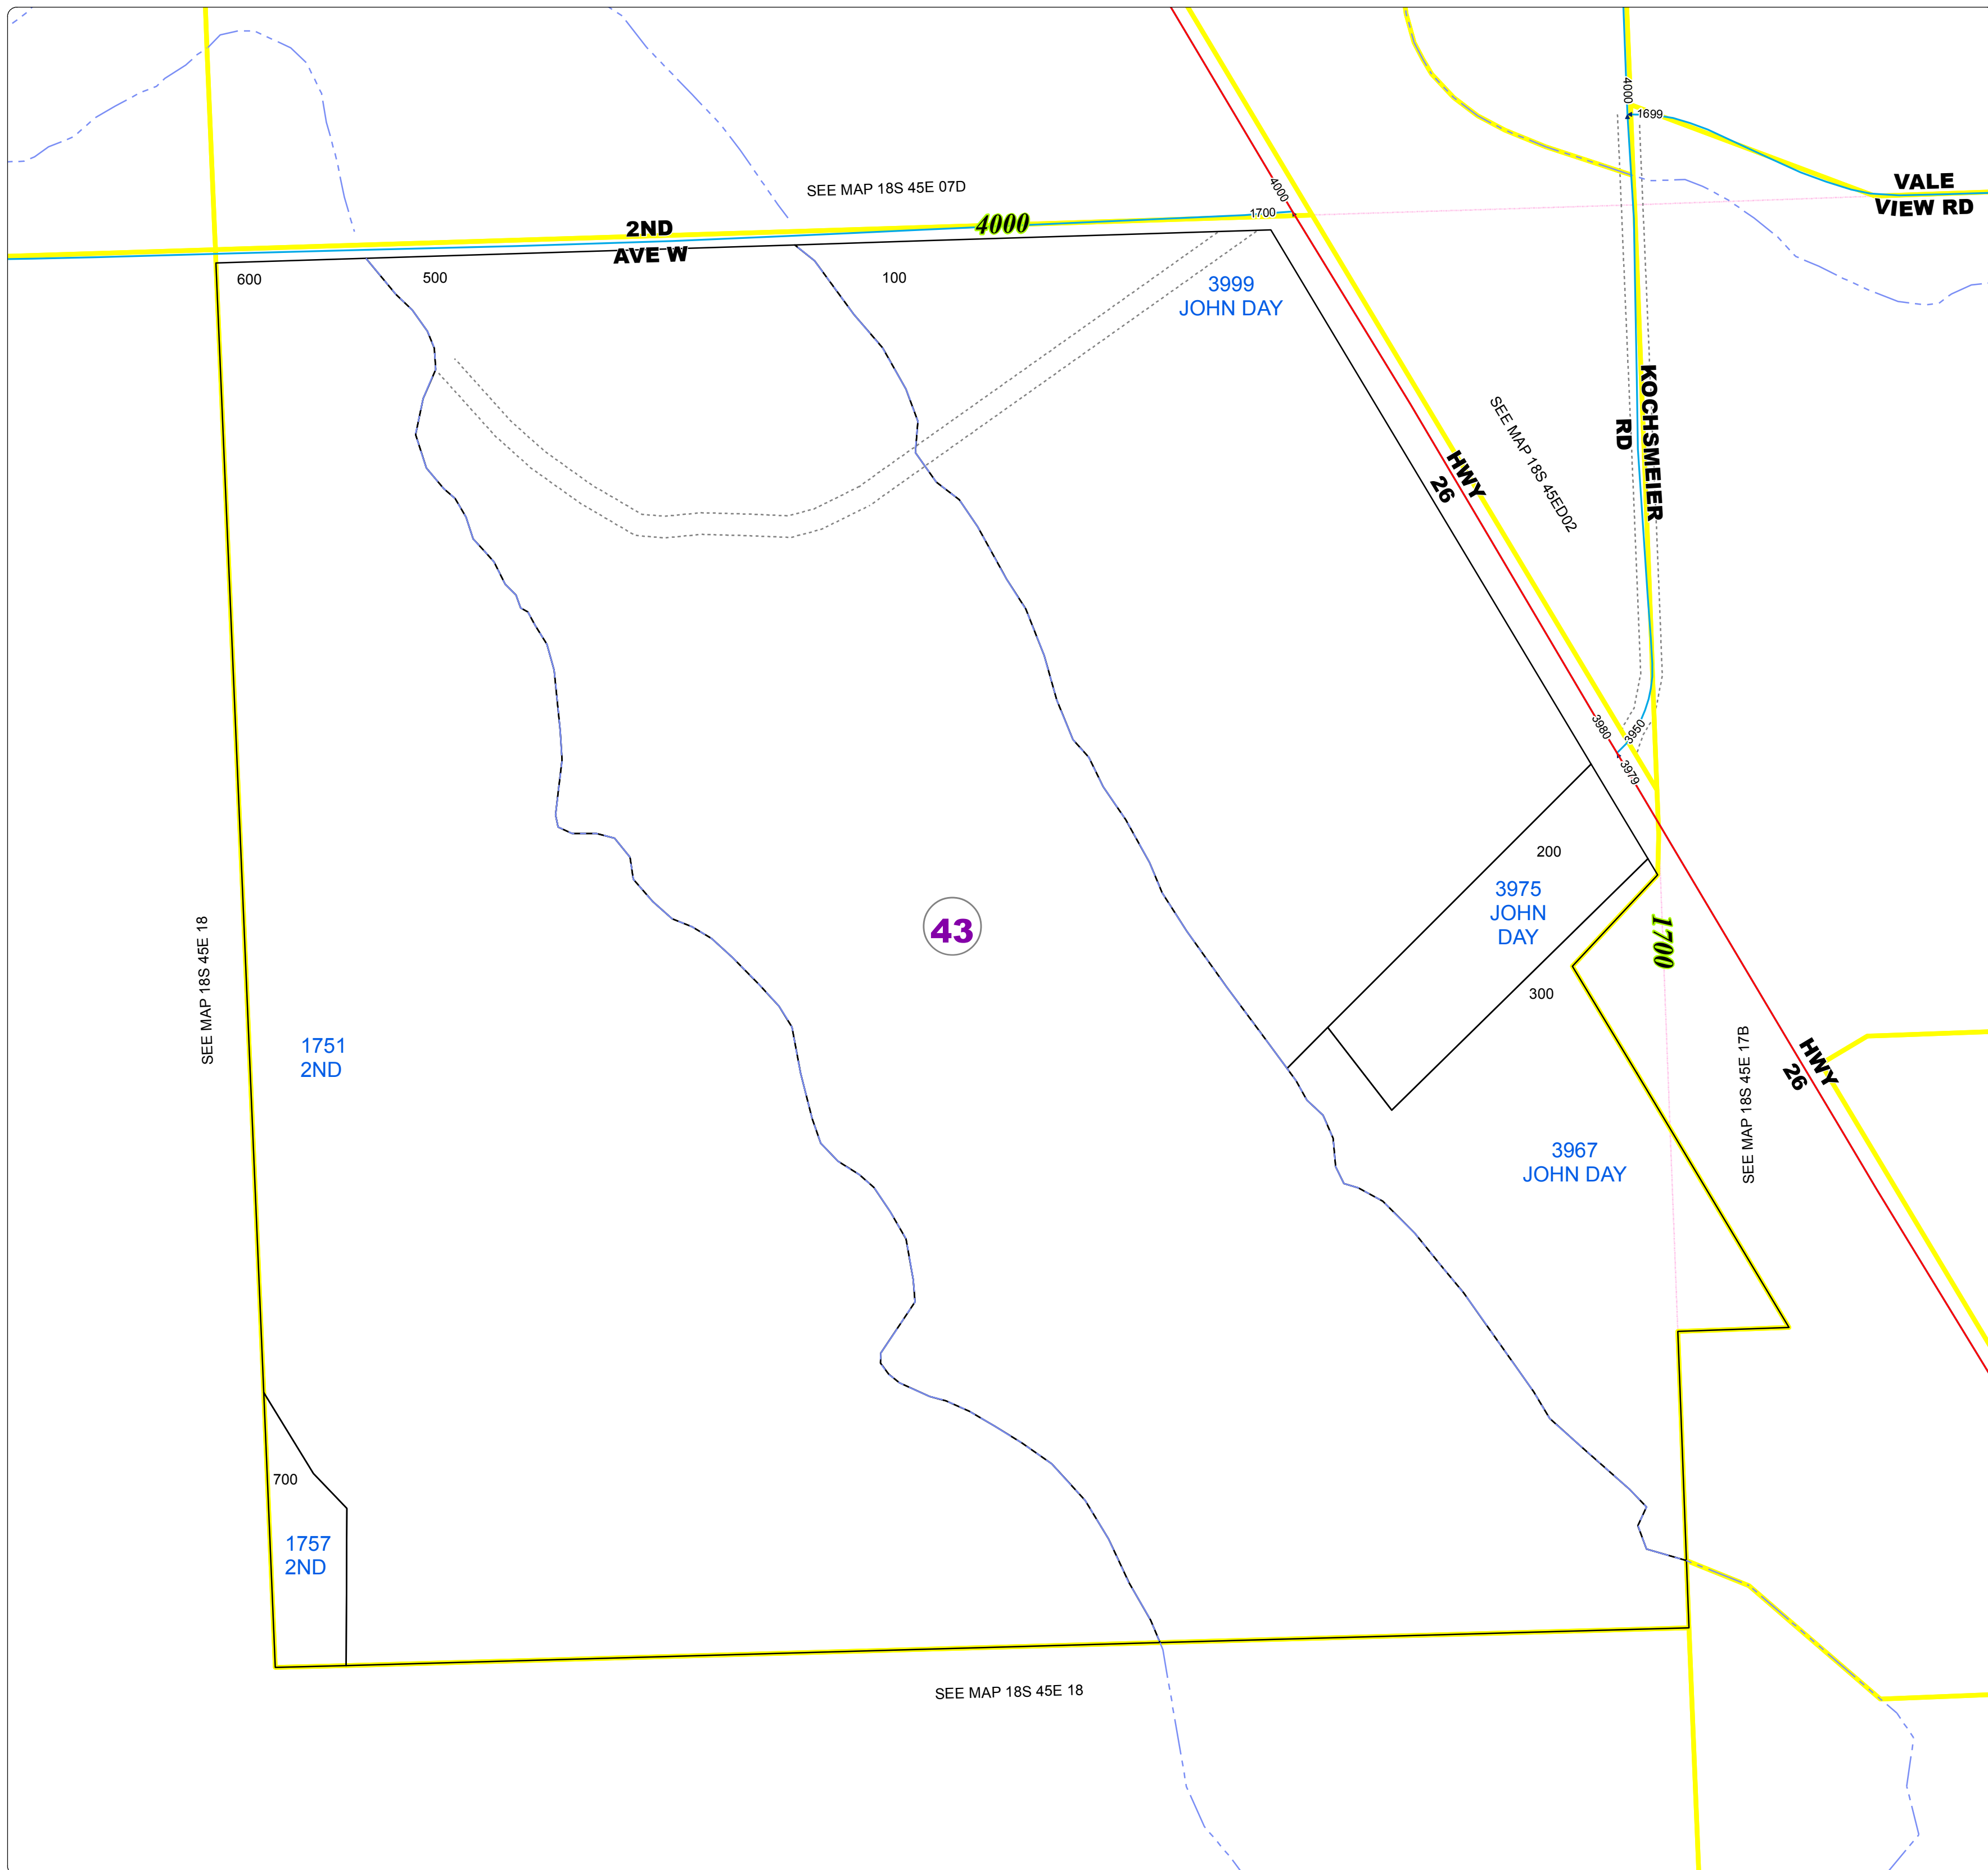 4000
1699
VALE
VIEW RD
SEE MAP 18S 45E 07D
4000
1700
4000
2ND
AVE W
600
500
100
3999
JOHN DAY
KOCHSMEIER
RD
SEE MAP 18S 45ED02
HWY
26
3980
3950
3979
200
3975
JOHN
DAY
43
1700
300
SEE MAP 18S 45E 18
1751
2ND
SEE MAP 18S 45E 17B
HWY
26
3967
JOHN DAY
700
1757
2ND
SEE MAP 18S 45E 18